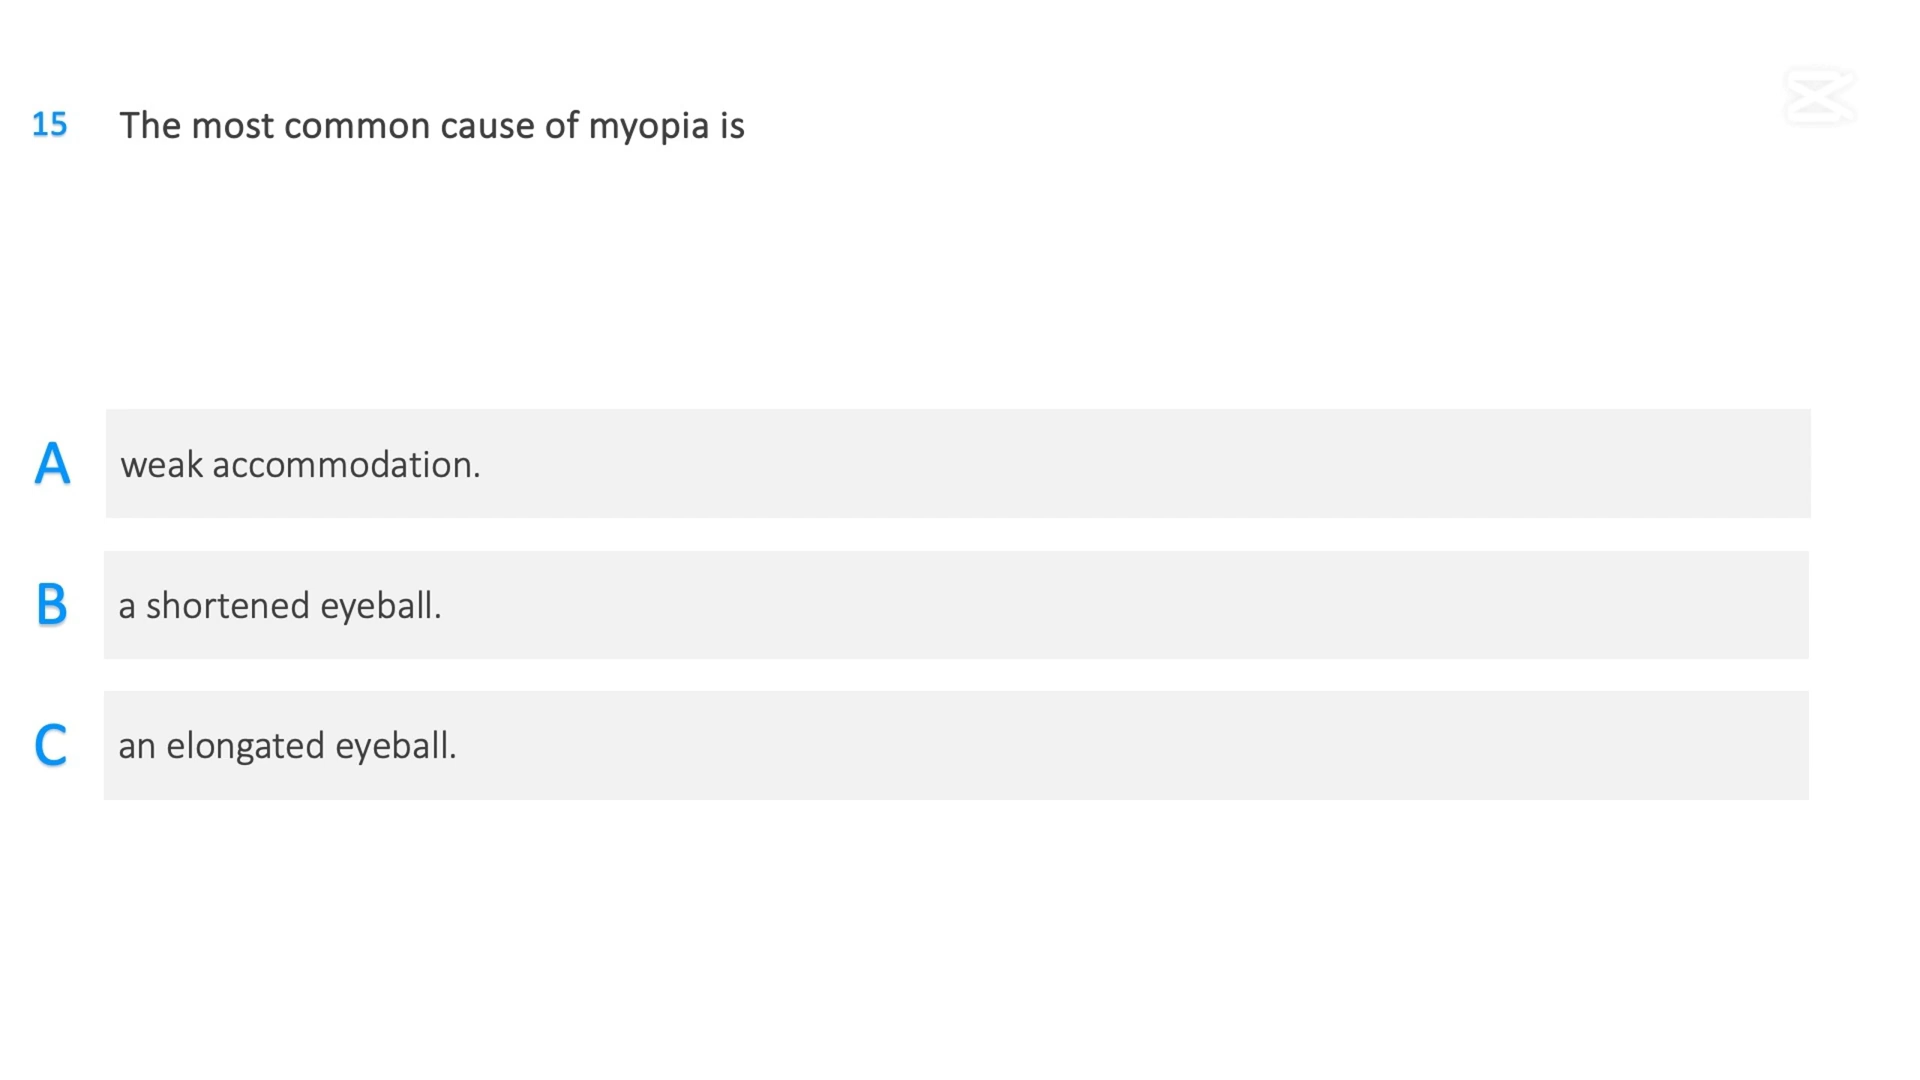 15 The most common cause of myopia is
A weak accommodation.
B a shortened eyeball.
C an elongated eyeball.